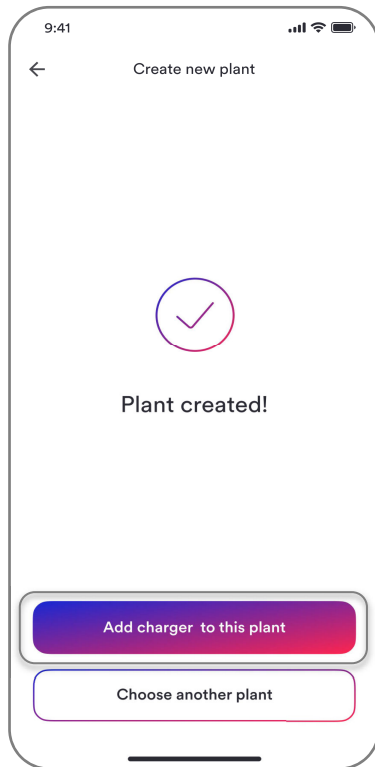 9:41
Create new plant
Plant created!
Add charger to this plant
Choose another plant